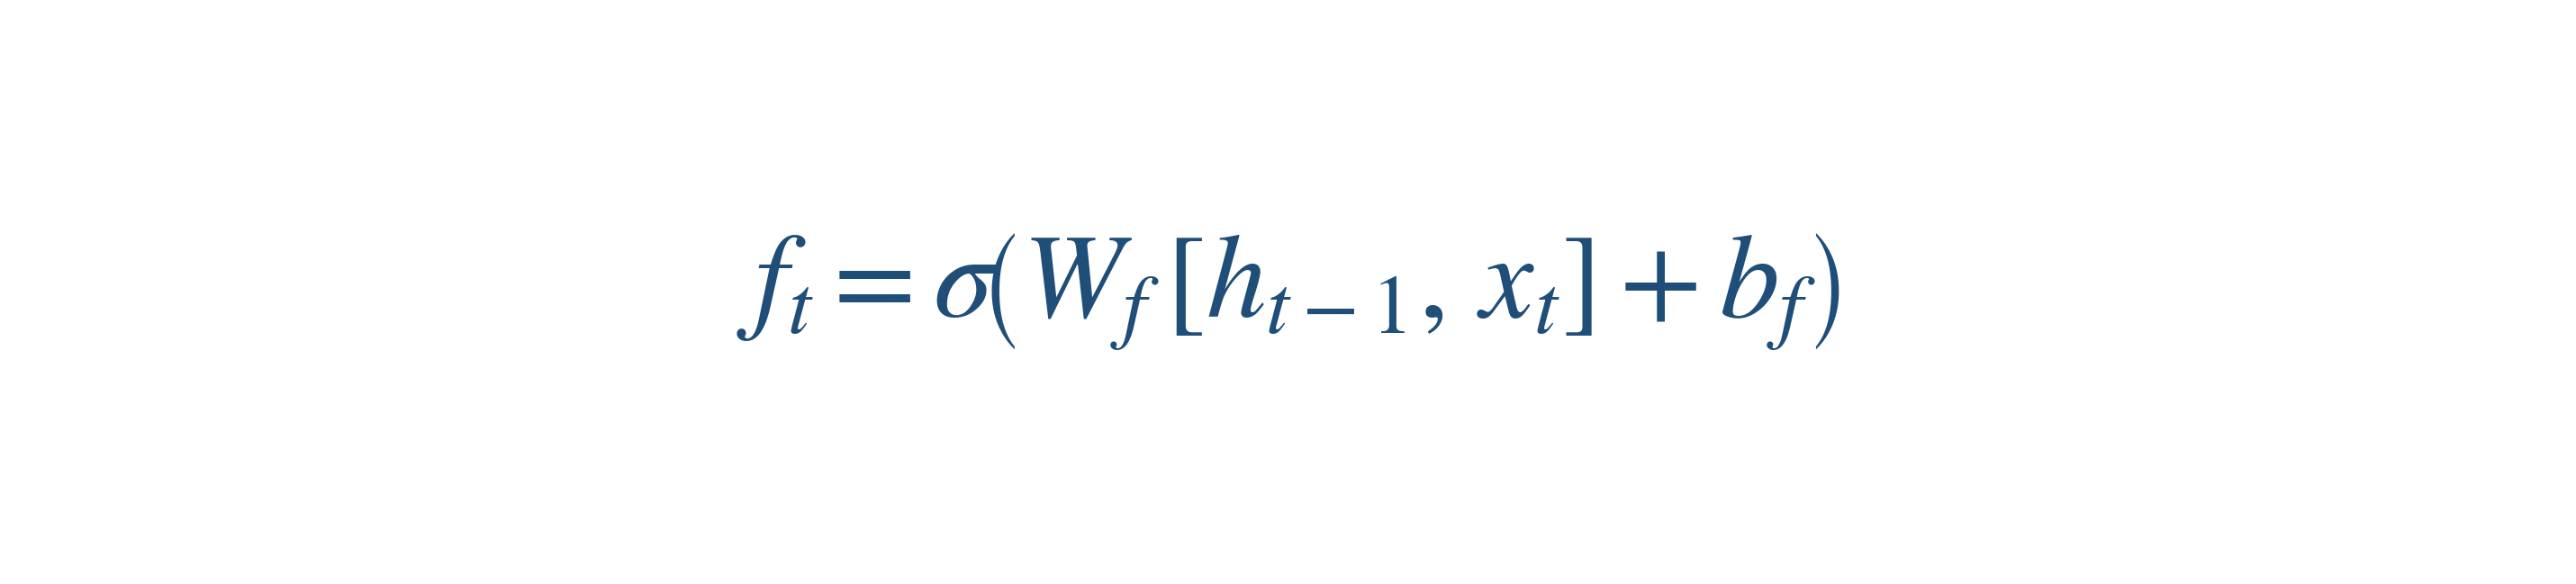 f_t = σ(W_f [h_{t−1}, x_t] + b_f)